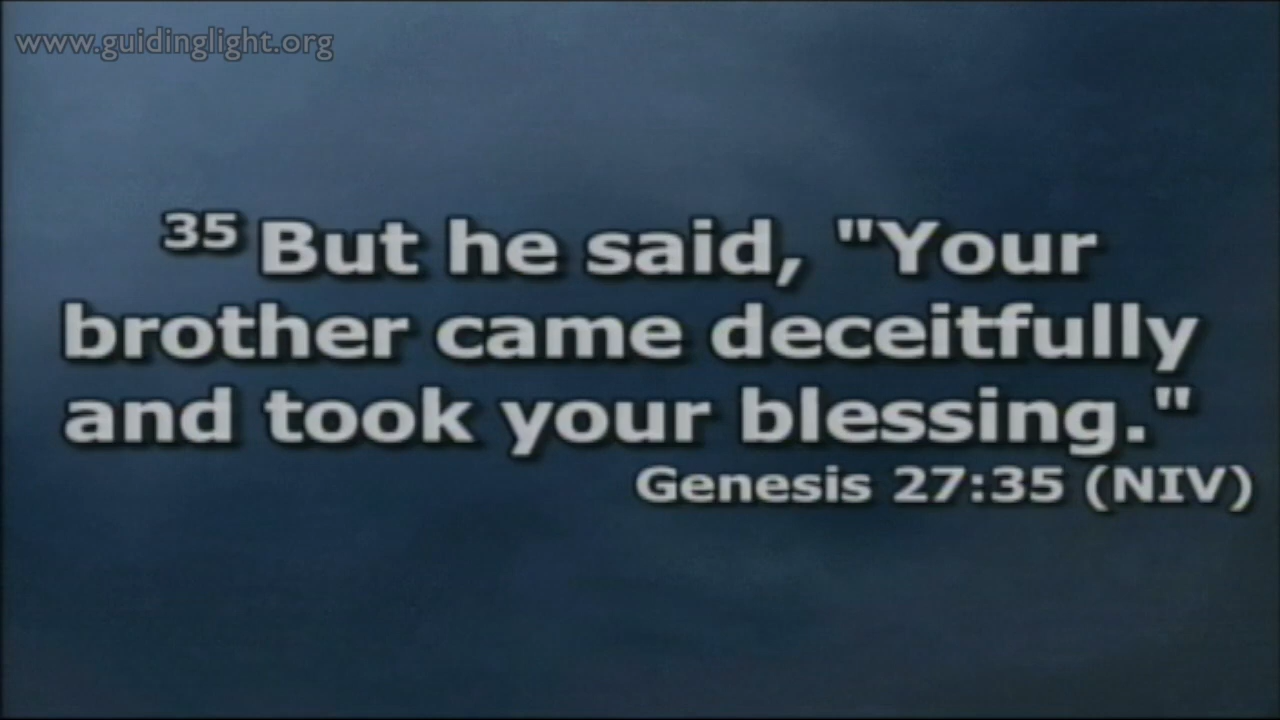 www.guidinglight.org
35 But he said, "Your
brother came deceitfully
and took your blessing."
Genesis 27:35 (NIV)